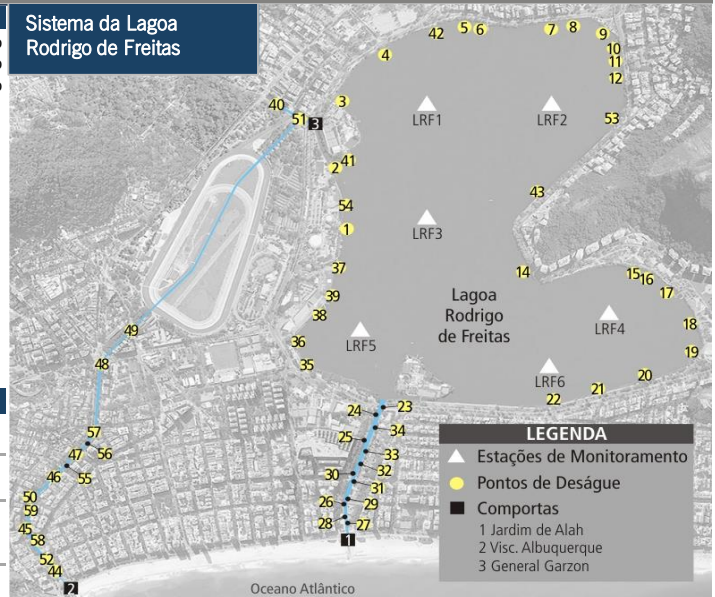 Sistema da Lagoa
Rodrigo de Freitas
42 5 6 7 8 9
4 10
11
12
40 3
51 3 LRF1 LRF2 53
41
2
43
54
1 LRF3
37 14 15 16
39 Lagoa 17
38 Rodrigo
de Freitas LRF4 18
49 36 LRF5 19
48 35 LRF6 20
21
22
24 23
57 25 34
47 56 33
46 55 30 32
31
50 26 29
59 28 27
45
58 1
52
44
2
Oceano Atlântico
LEGENDA
Estações de Monitoramento
Pontos de Deságue
Comportas
1 Jardim de Alah
2 Visc. Albuquerque
3 General Garzon